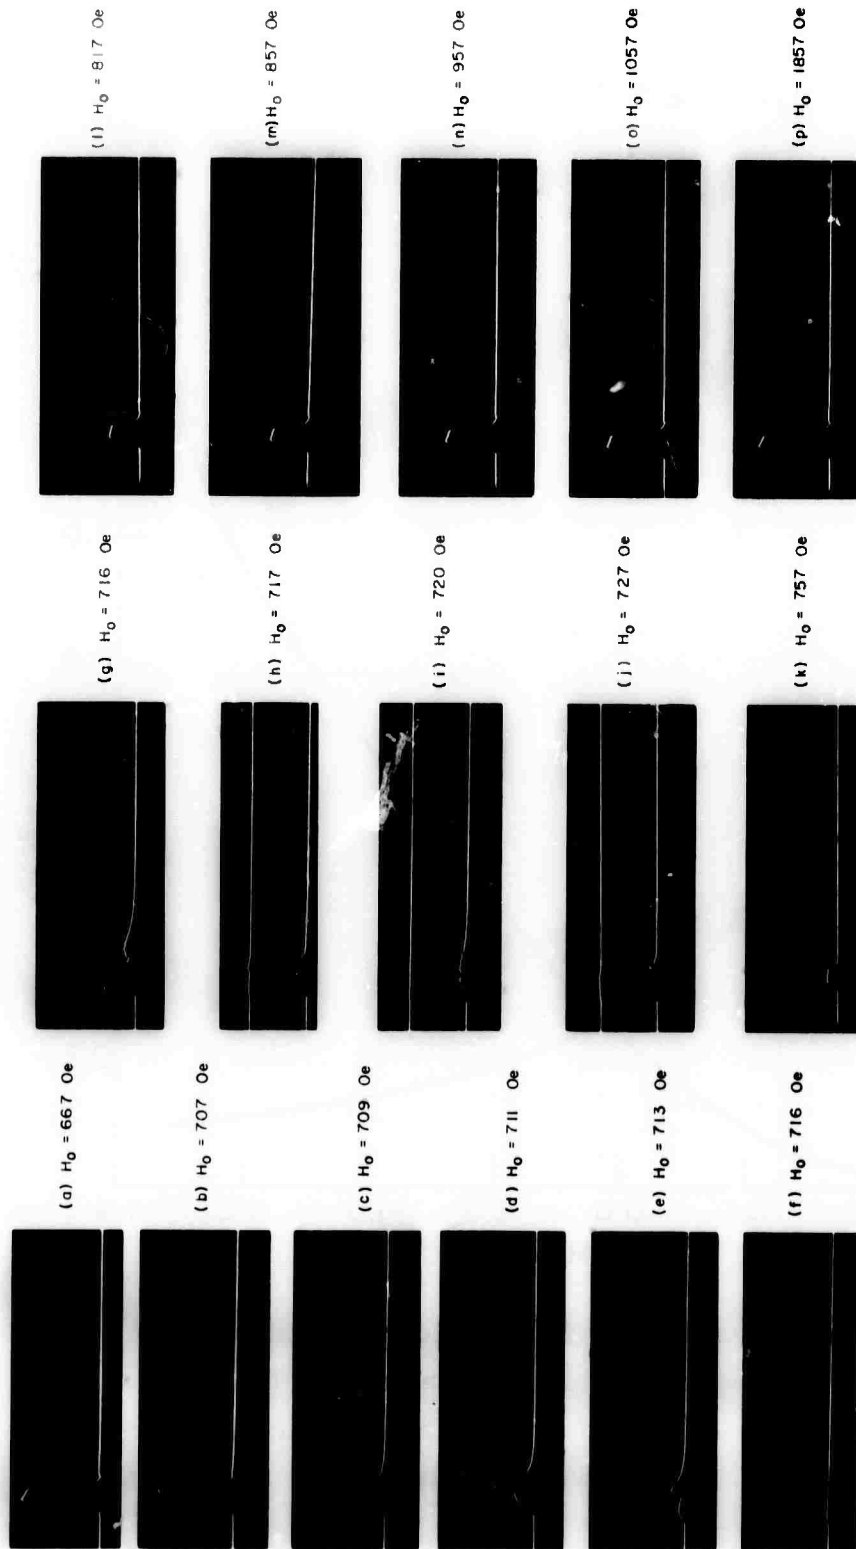 (a) H₀ = 667 Oe
(b) H₀ = 707 Oe
(c) H₀ = 709 Oe
(d) H₀ = 711 Oe
(e) H₀ = 713 Oe
(f) H₀ = 716 Oe
(g) H₀ = 716 Oe
(h) H₀ = 717 Oe
(i) H₀ = 720 Oe
(j) H₀ = 727 Oe
(k) H₀ = 757 Oe
(l) H₀ = 817 Oe
(m) H₀ = 857 Oe
(n) H₀ = 957 Oe
(o) H₀ = 1057 Oe
(p) H₀ = 1857 Oe